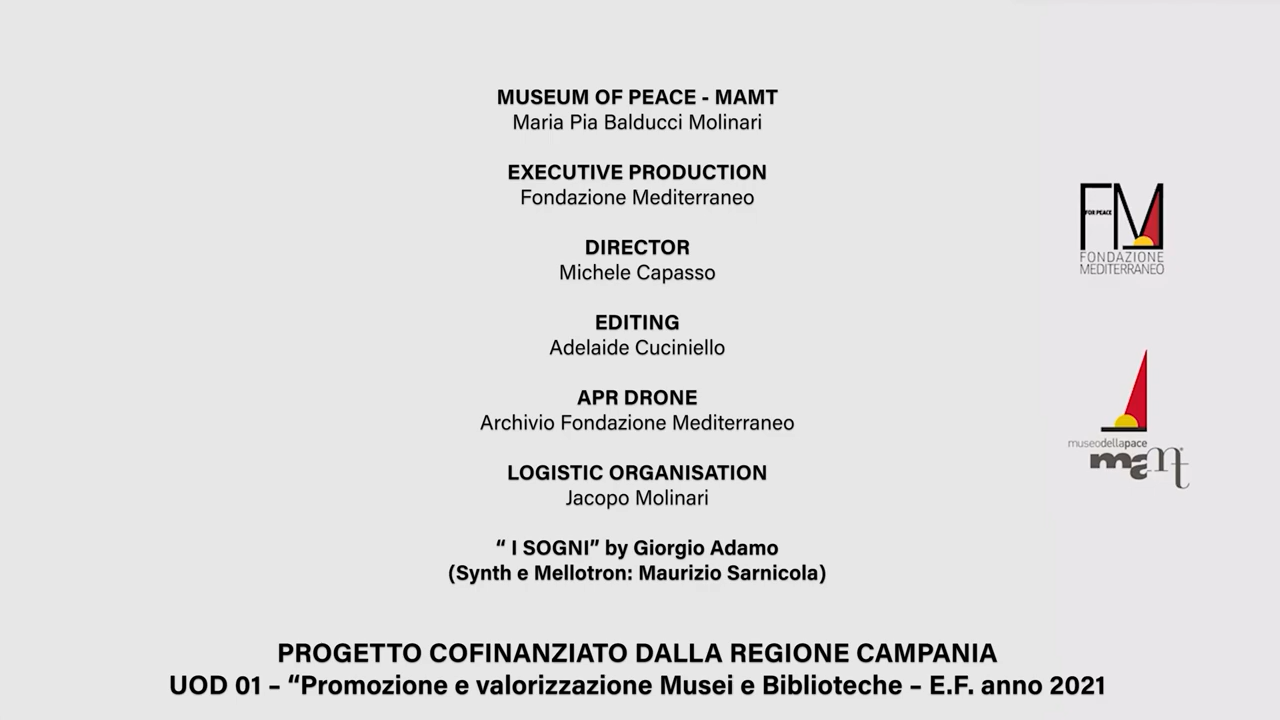 MUSEUM OF PEACE - MAMT
Maria Pia Balducci Molinari
EXECUTIVE PRODUCTION
Fondazione Mediterraneo
DIRECTOR
Michele Capasso
EDITING
Adelaide Cuciniello
APR DRONE
Archivio Fondazione Mediterraneo
LOGISTIC ORGANISATION
Jacopo Molinari
“ I SOGNI” by Giorgio Adamo
(Synth e Mellotron: Maurizio Sarnicola)
PROGETTO COFINANZIATO DALLA REGIONE CAMPANIA
UOD 01 – “Promozione e valorizzazione Musei e Biblioteche – E.F. anno 2021
FM
FOR PEACE
FONDAZIONE
MEDITERRANEO
museodellapace
mamt